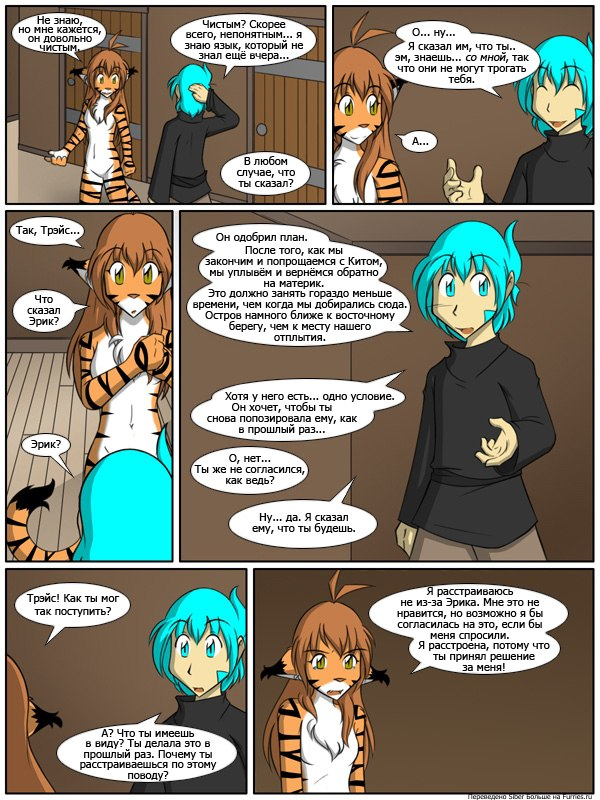 Не знаю,
но мне кажется,
он довольно
чистым.
Чистым? Скорее
всего, непонятным... я
знаю язык, который не
знал ещё вчера...
В любом
случае, что
ты сказал?
О... ну...
Я сказал им, что ты..
эм, знаешь... со мной, так
что они не могут трогать
тебя.
А...
Так, Трэйс...
Что
сказал
Эрик?
Эрик?
Он одобрил план.
После того, как мы
закончим и попрощаемся с Китом,
мы уплывём и вернёмся обратно
на материк.
Это должно занять гораздо меньше
времени, чем когда мы добирались сюда.
Остров намного ближе к восточному
берегу, чем к месту нашего
отплытия.
Хотя у него есть... одно условие.
Он хочет, чтобы ты
снова попозировала ему, как
в прошлый раз...
О, нет...
Ты же не согласился,
как ведь?
Ну... да. Я сказал
ему, что ты будешь.
Трэйс! Как ты мог
так поступить?
А? Что ты имеешь
в виду? Ты делала это в
прошлый раз. Почему ты
расстраиваешься по этому
поводу?
Я расстраиваюсь
не из-за Эрика. Мне это не
нравится, но возможно я бы
согласилась на это, если бы
меня спросили.
Я расстроена, потому что
ты принял решение
за меня!
Переведено Siber Больше на Furries.ru